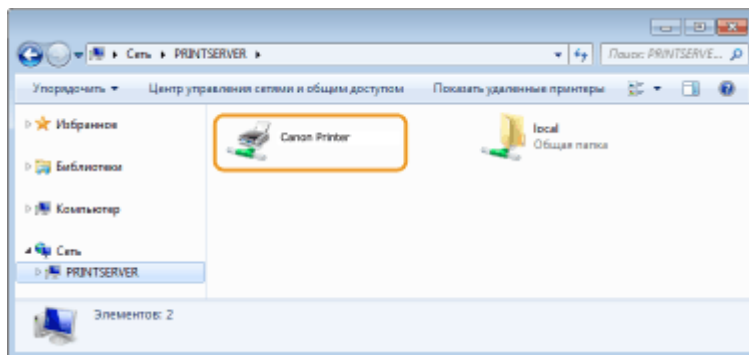 Сеть ▸ PRINTSERVER ▸
Поиск: PRINTSERVE...
Упорядочить Центр управления сетями и общим доступом Показать удаленные принтеры
Избранное
Библиотеки
Компьютер
Сеть
PRINTSERVER
Canon Printer
local
Общая папка
Элементов: 2